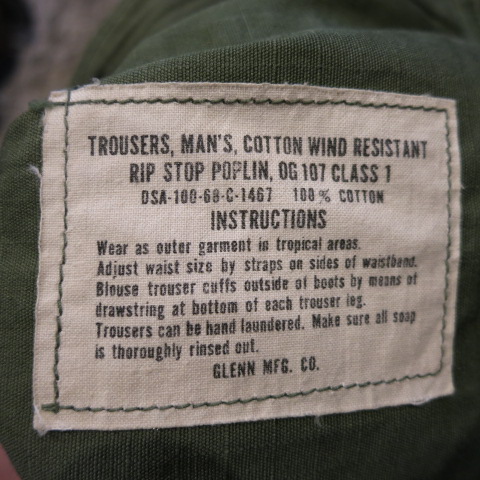 TROUSERS, MAN'S, COTTON WIND RESISTANT
RIP STOP POPLIN, OG 107 CLASS 1
DSA-100-68-C-1467 100% COTTON
INSTRUCTIONS
Wear as outer garment in tropical areas.
Adjust waist size by straps on sides of waistband.
Blouse trouser cuffs outside of boots by means of
drawstring at bottom of each trouser leg.
Trousers can be hand laundered. Make sure all soap
is thoroughly rinsed out.
GLENN MFG. CO.